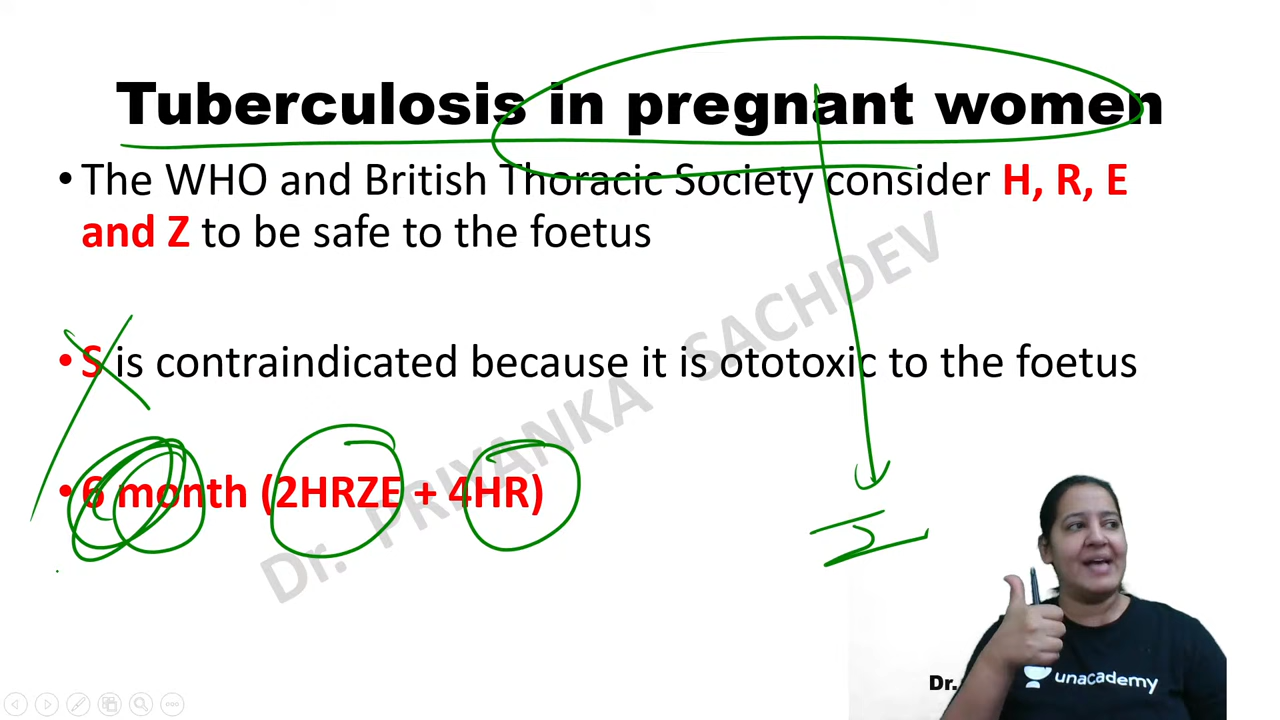 Tuberculosis in pregnant women
• The WHO and British Thoracic Society consider H, R, E
and Z to be safe to the foetus
• S is contraindicated because it is ototoxic to the foetus
• 6 month (2HRZE + 4HR)
Dr. PRIYANKA SACHDEV
unacademy
Dr.